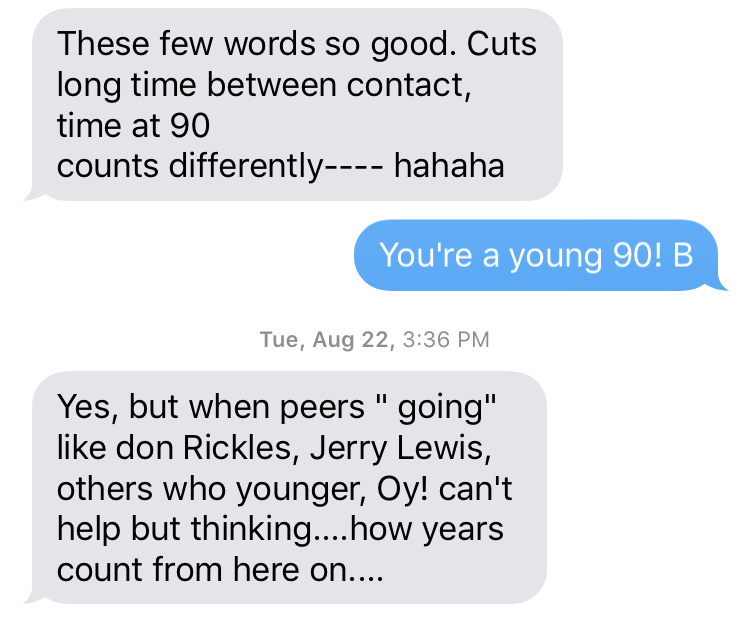 These few words so good. Cuts
long time between contact,
time at 90
counts differently---- hahaha
You're a young 90! B
Tue, Aug 22, 3:36 PM
Yes, but when peers " going"
like don Rickles, Jerry Lewis,
others who younger, Oy! can't
help but thinking....how years
count from here on....